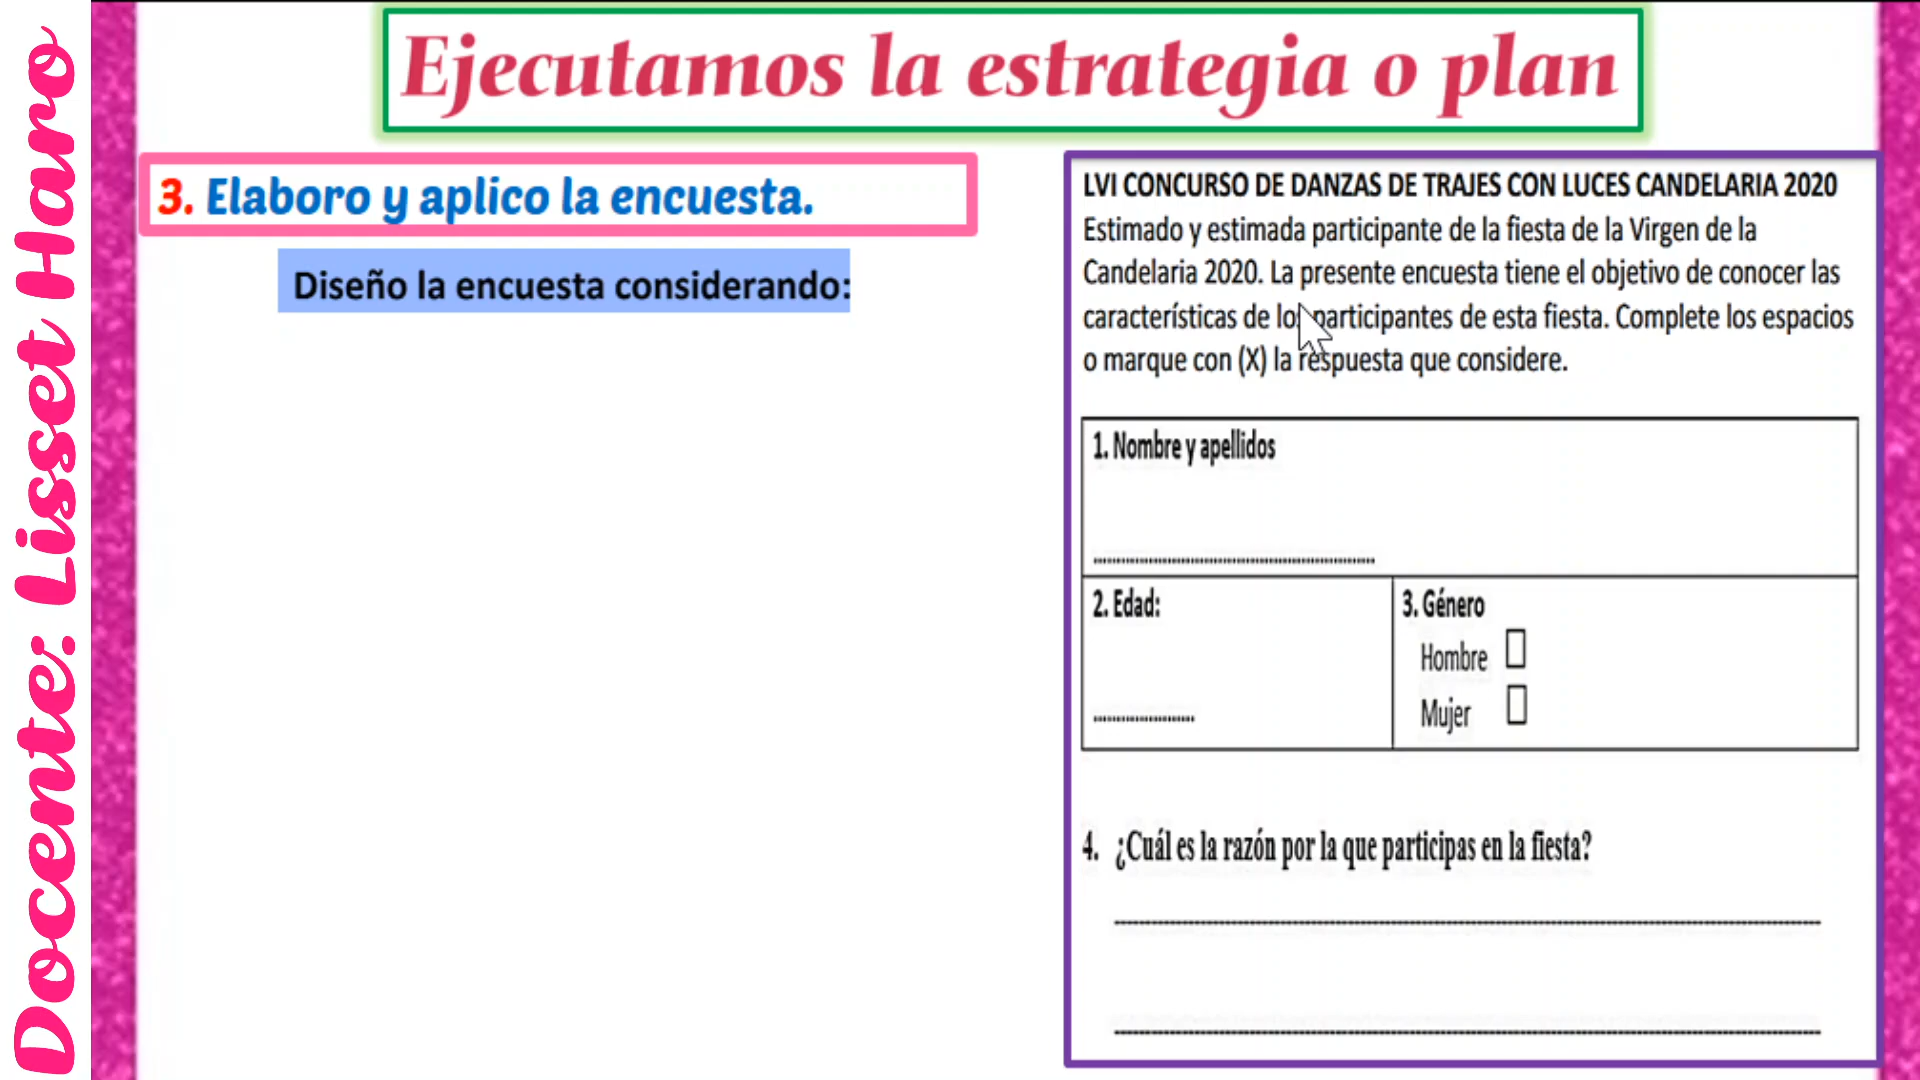 Docente: Lisset Haro
Ejecutamos la estrategia o plan
3. Elaboro y aplico la encuesta.
Diseño la encuesta considerando:
LVI CONCURSO DE DANZAS DE TRAJES CON LUCES CANDELARIA 2020
Estimado y estimada participante de la fiesta de la Virgen de la
Candelaria 2020. La presente encuesta tiene el objetivo de conocer las
características de los participantes de esta fiesta. Complete los espacios
o marque con (X) la respuesta que considere.
1. Nombre y apellidos
2. Edad:
3. Género
Hombre
Mujer
4. ¿Cuál es la razón por la que participas en la fiesta?